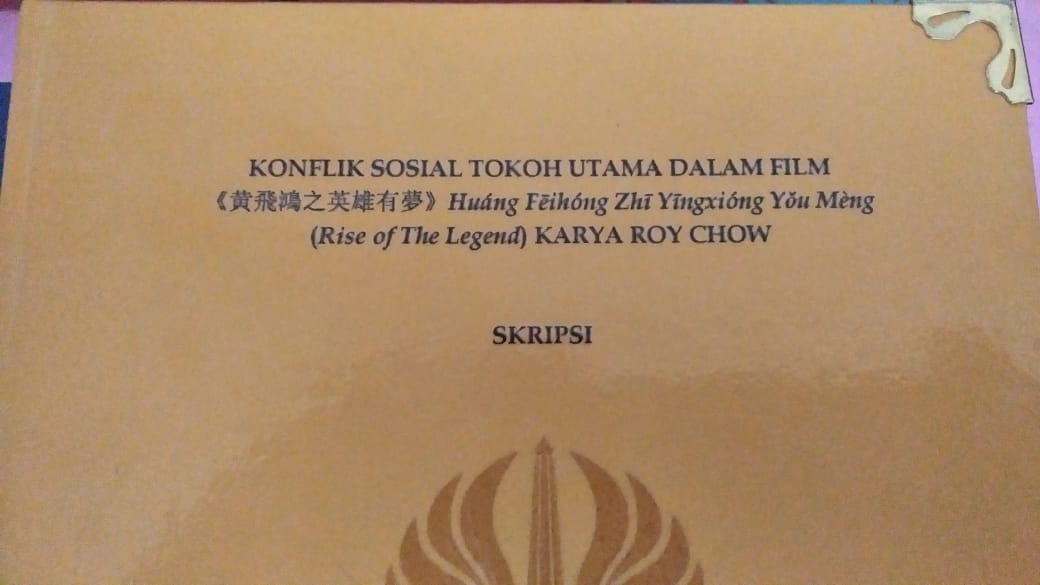 KONFLIK SOSIAL TOKOH UTAMA DALAM FILM
《黄飛鴻之英雄有夢》Huáng Fēihóng Zhī Yīngxióng Yǒu Mèng
(Rise of The Legend) KARYA ROY CHOW
SKRIPSI